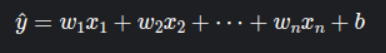 ŷ = w₁x₁ + w₂x₂ + ⋯ + wₙxₙ + b